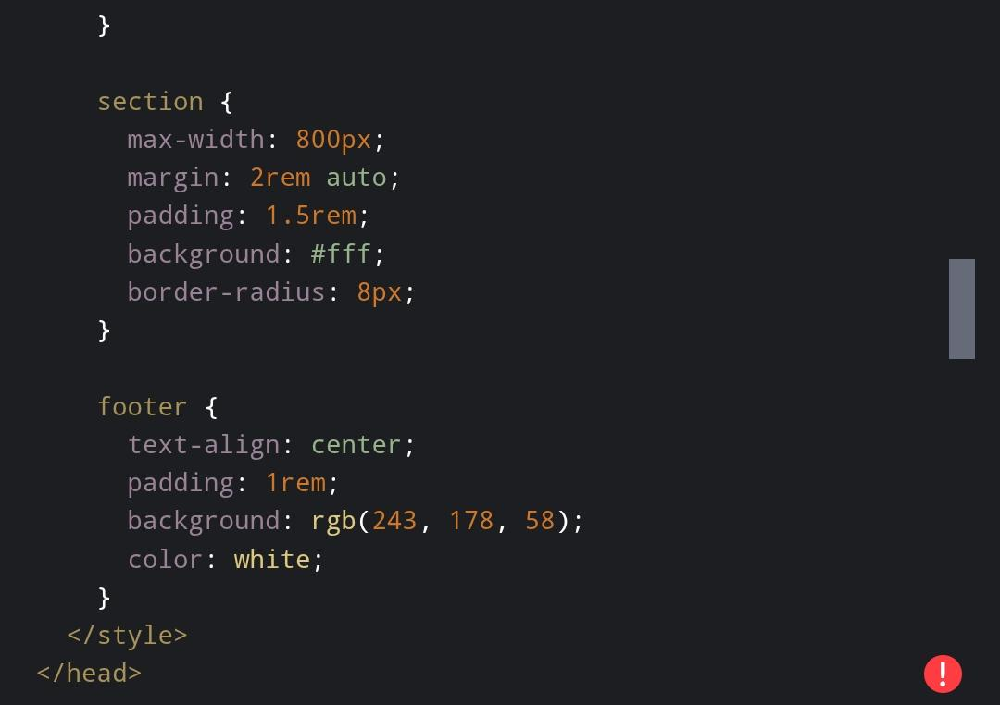 }
section {
max-width: 800px;
margin: 2rem auto;
padding: 1.5rem;
background: #fff;
border-radius: 8px;
}
footer {
text-align: center;
padding: 1rem;
background: rgb(243, 178, 58);
color: white;
}
</style>
</head>
!